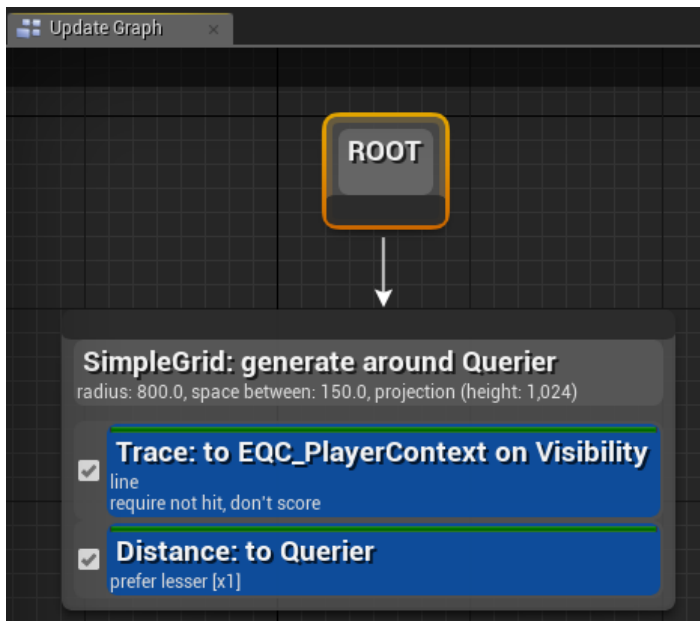 Update Graph
ROOT
SimpleGrid: generate around Querier
radius: 800.0, space between: 150.0, projection (height: 1,024)
Trace: to EQC_PlayerContext on Visibility
line
require not hit, don't score
Distance: to Querier
prefer lesser [x1]